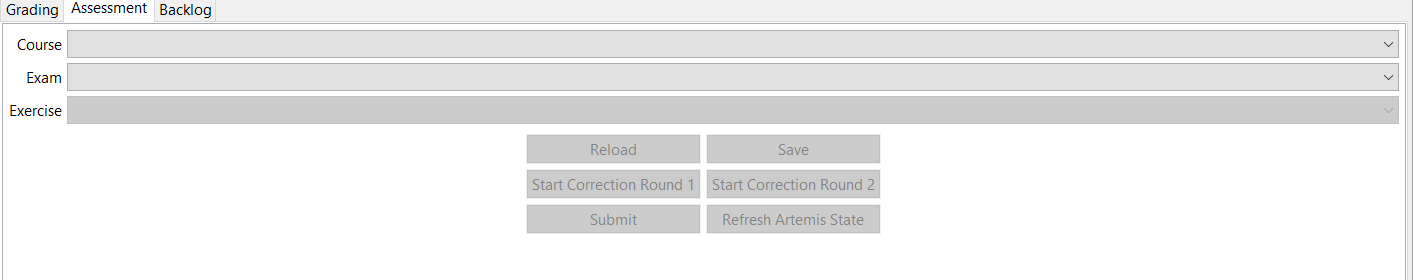 Grading Assessment Backlog
Course
Exam
Exercise
Reload Save
Start Correction Round 1 Start Correction Round 2
Submit Refresh Artemis State